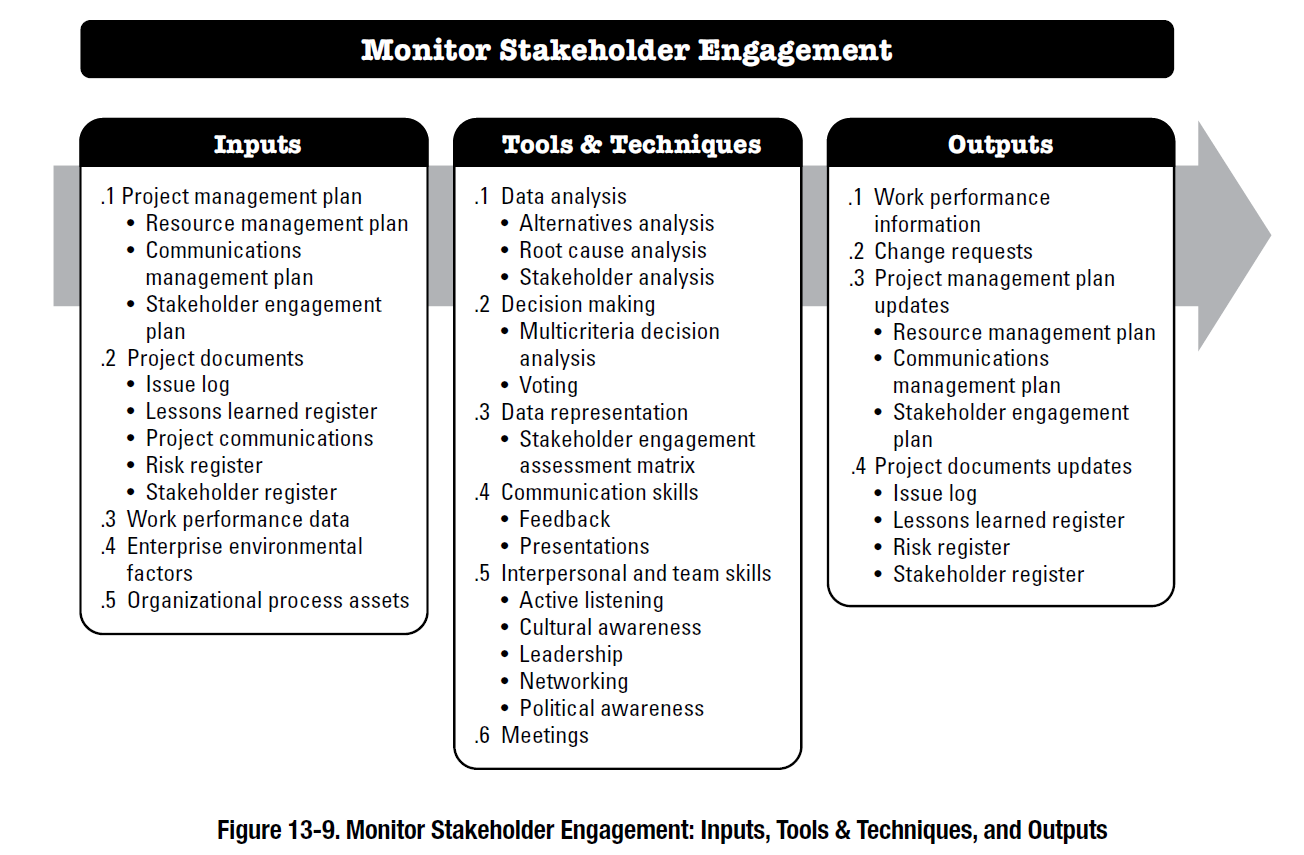 Monitor Stakeholder Engagement
Inputs
.1 Project management plan
• Resource management plan
• Communications
management plan
• Stakeholder engagement
plan
.2 Project documents
• Issue log
• Lessons learned register
• Project communications
• Risk register
• Stakeholder register
.3 Work performance data
.4 Enterprise environmental
factors
.5 Organizational process assets
Tools & Techniques
.1 Data analysis
• Alternatives analysis
• Root cause analysis
• Stakeholder analysis
.2 Decision making
• Multicriteria decision
analysis
• Voting
.3 Data representation
• Stakeholder engagement
assessment matrix
.4 Communication skills
• Feedback
• Presentations
.5 Interpersonal and team skills
• Active listening
• Cultural awareness
• Leadership
• Networking
• Political awareness
.6 Meetings
Outputs
.1 Work performance
information
.2 Change requests
.3 Project management plan
updates
• Resource management plan
• Communications
management plan
• Stakeholder engagement
plan
.4 Project documents updates
• Issue log
• Lessons learned register
• Risk register
• Stakeholder register
Figure 13-9. Monitor Stakeholder Engagement: Inputs, Tools & Techniques, and Outputs